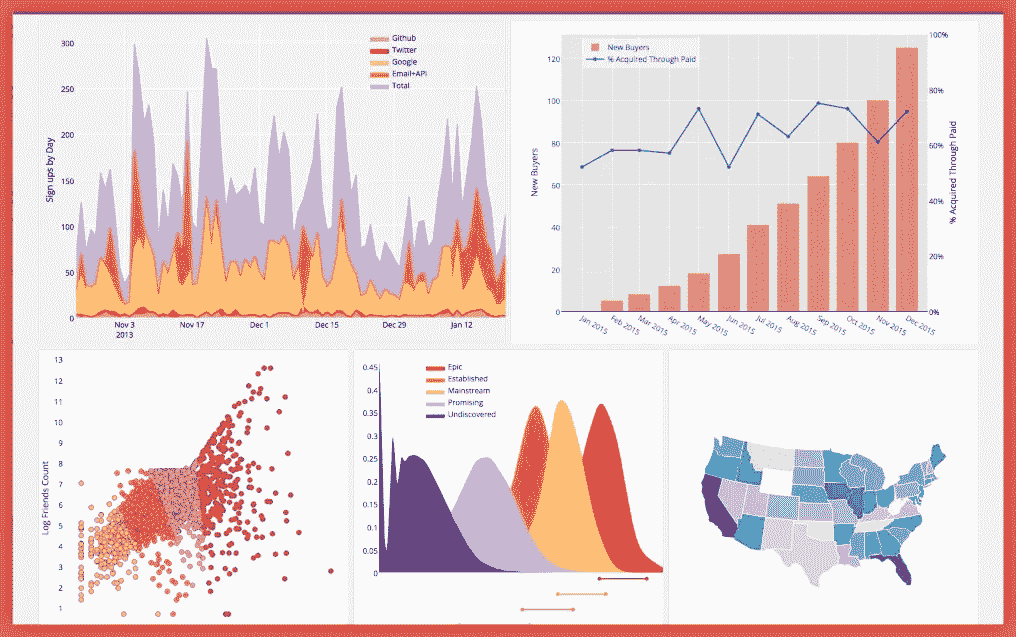 300
250
200
150
100
50
0
Sign ups by Day
Github
Twitter
Google
Email+API
Total
Nov 3
2013
Nov 17
Dec 1
Dec 15
Dec 29
Jan 12
New Buyers
% Acquired Through Paid
120
100
80
60
40
20
0
New Buyers
100%
80%
60%
40%
20%
0%
% Acquired Through Paid
Jan 2015
Feb 2015
Mar 2015
Apr 2015
May 2015
Jun 2015
Jul 2015
Aug 2015
Sep 2015
Oct 2015
Nov 2015
Dec 2015
13
12
11
10
9
8
7
6
5
4
3
2
1
Log Friends Count
0.45
0.4
0.35
0.3
0.25
0.2
0.15
0.1
0.05
0
Epic
Established
Mainstream
Promising
Undiscovered